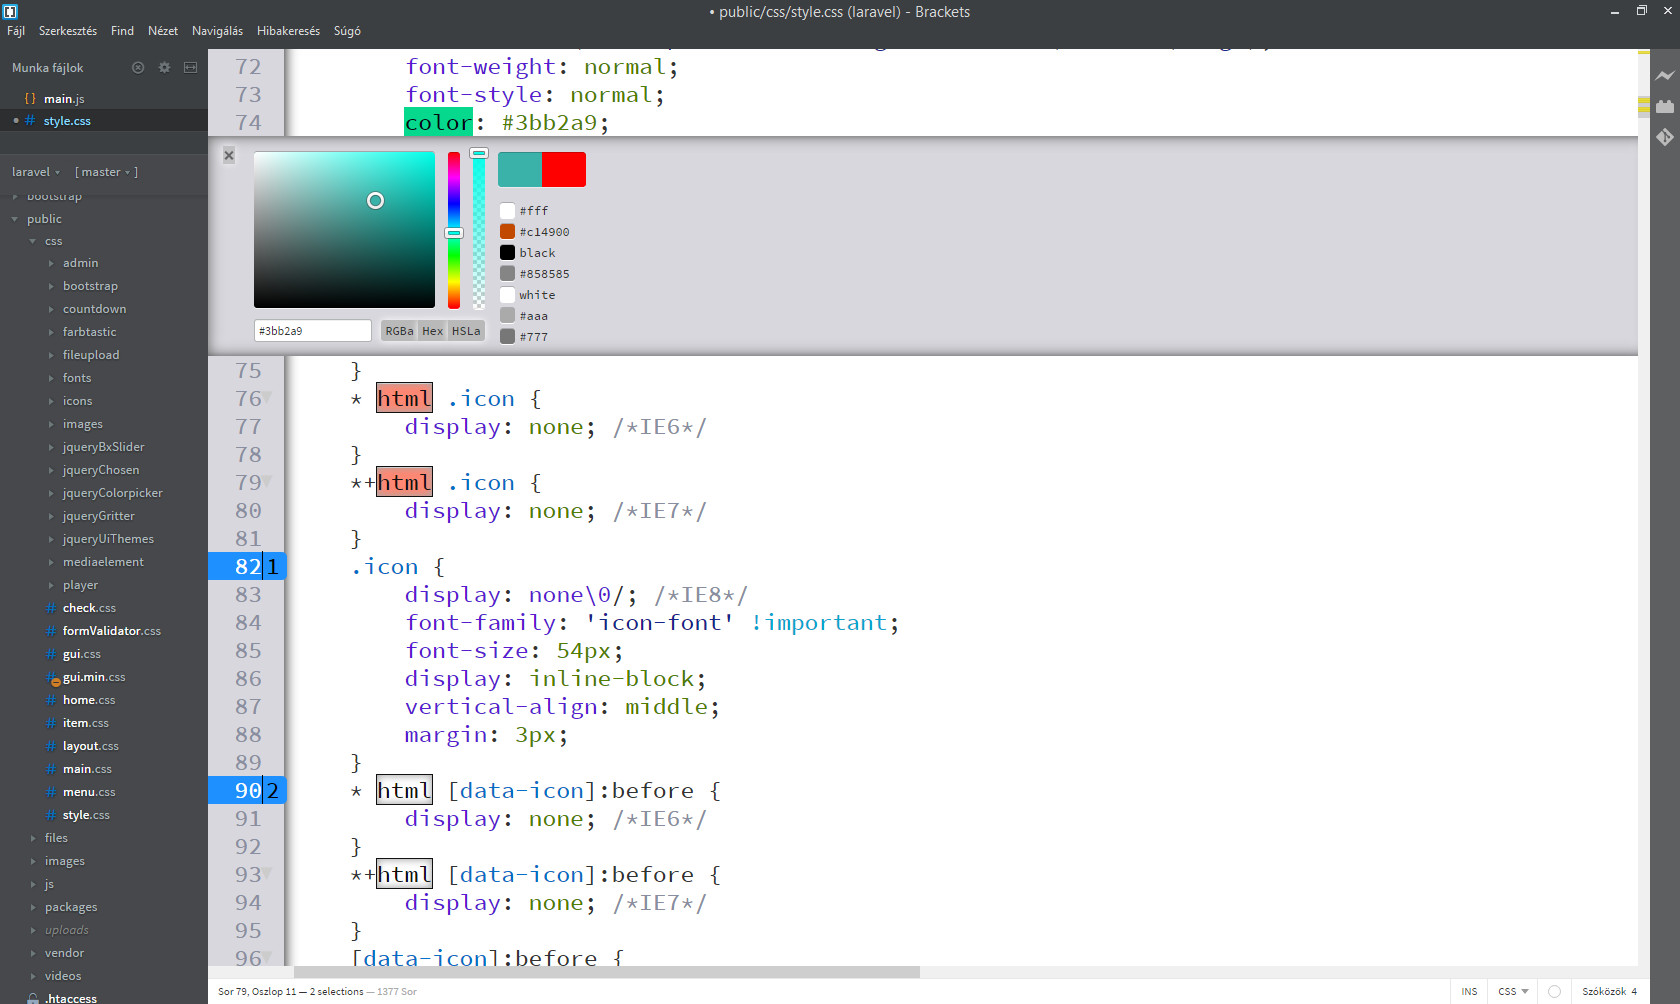 • public/css/style.css (laravel) - Brackets
Fájl Szerkesztés Find Nézet Navigálás Hibakeresés Súgó
Munka fájlok
main.js
style.css
laravel [ master ]
bootstrap
public
css
admin
bootstrap
countdown
farbtastic
fileupload
fonts
icons
images
jqueryBxSlider
jqueryChosen
jqueryColorpicker
jqueryGritter
jqueryUiThemes
mediaelement
player
check.css
formValidator.css
gui.css
gui.min.css
home.css
item.css
layout.css
main.css
menu.css
style.css
files
images
js
packages
uploads
vendor
videos
.htaccess
72 font-weight: normal;
73 font-style: normal;
74 color: #3bb2a9;
#fff
#c14900
black
#858585
white
#aaa
#777
#3bb2a9 RGBa Hex HSLa
75 }
76 * html .icon {
77 display: none; /*IE6*/
78 }
79 *+html .icon {
80 display: none; /*IE7*/
81 }
82 1 .icon {
83 display: none\0/; /*IE8*/
84 font-family: 'icon-font' !important;
85 font-size: 54px;
86 display: inline-block;
87 vertical-align: middle;
88 margin: 3px;
89 }
90 2 * html [data-icon]:before {
91 display: none; /*IE6*/
92 }
93 *+html [data-icon]:before {
94 display: none; /*IE7*/
95 }
96 [data-icon]:before {
Sor 79, Oszlop 11 — 2 selections — 1377 Sor
INS CSS Szóközök 4